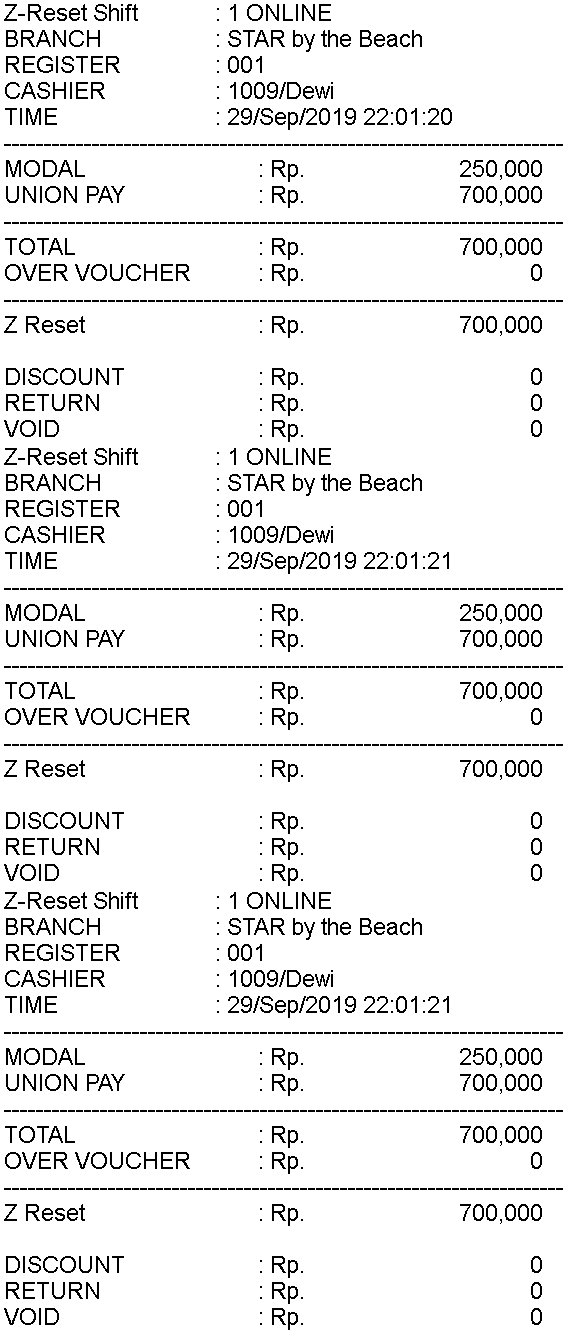 Z-Reset Shift : 1 ONLINE
BRANCH : STAR by the Beach
REGISTER : 001
CASHIER : 1009/Dewi
TIME : 29/Sep/2019 22:01:20
----------------------------------------------------------------------
MODAL : Rp. 250,000
UNION PAY : Rp. 700,000
----------------------------------------------------------------------
TOTAL : Rp. 700,000
OVER VOUCHER : Rp. 0
----------------------------------------------------------------------
Z Reset : Rp. 700,000
DISCOUNT : Rp. 0
RETURN : Rp. 0
VOID : Rp. 0
Z-Reset Shift : 1 ONLINE
BRANCH : STAR by the Beach
REGISTER : 001
CASHIER : 1009/Dewi
TIME : 29/Sep/2019 22:01:21
----------------------------------------------------------------------
MODAL : Rp. 250,000
UNION PAY : Rp. 700,000
----------------------------------------------------------------------
TOTAL : Rp. 700,000
OVER VOUCHER : Rp. 0
----------------------------------------------------------------------
Z Reset : Rp. 700,000
DISCOUNT : Rp. 0
RETURN : Rp. 0
VOID : Rp. 0
Z-Reset Shift : 1 ONLINE
BRANCH : STAR by the Beach
REGISTER : 001
CASHIER : 1009/Dewi
TIME : 29/Sep/2019 22:01:21
----------------------------------------------------------------------
MODAL : Rp. 250,000
UNION PAY : Rp. 700,000
----------------------------------------------------------------------
TOTAL : Rp. 700,000
OVER VOUCHER : Rp. 0
----------------------------------------------------------------------
Z Reset : Rp. 700,000
DISCOUNT : Rp. 0
RETURN : Rp. 0
VOID : Rp. 0